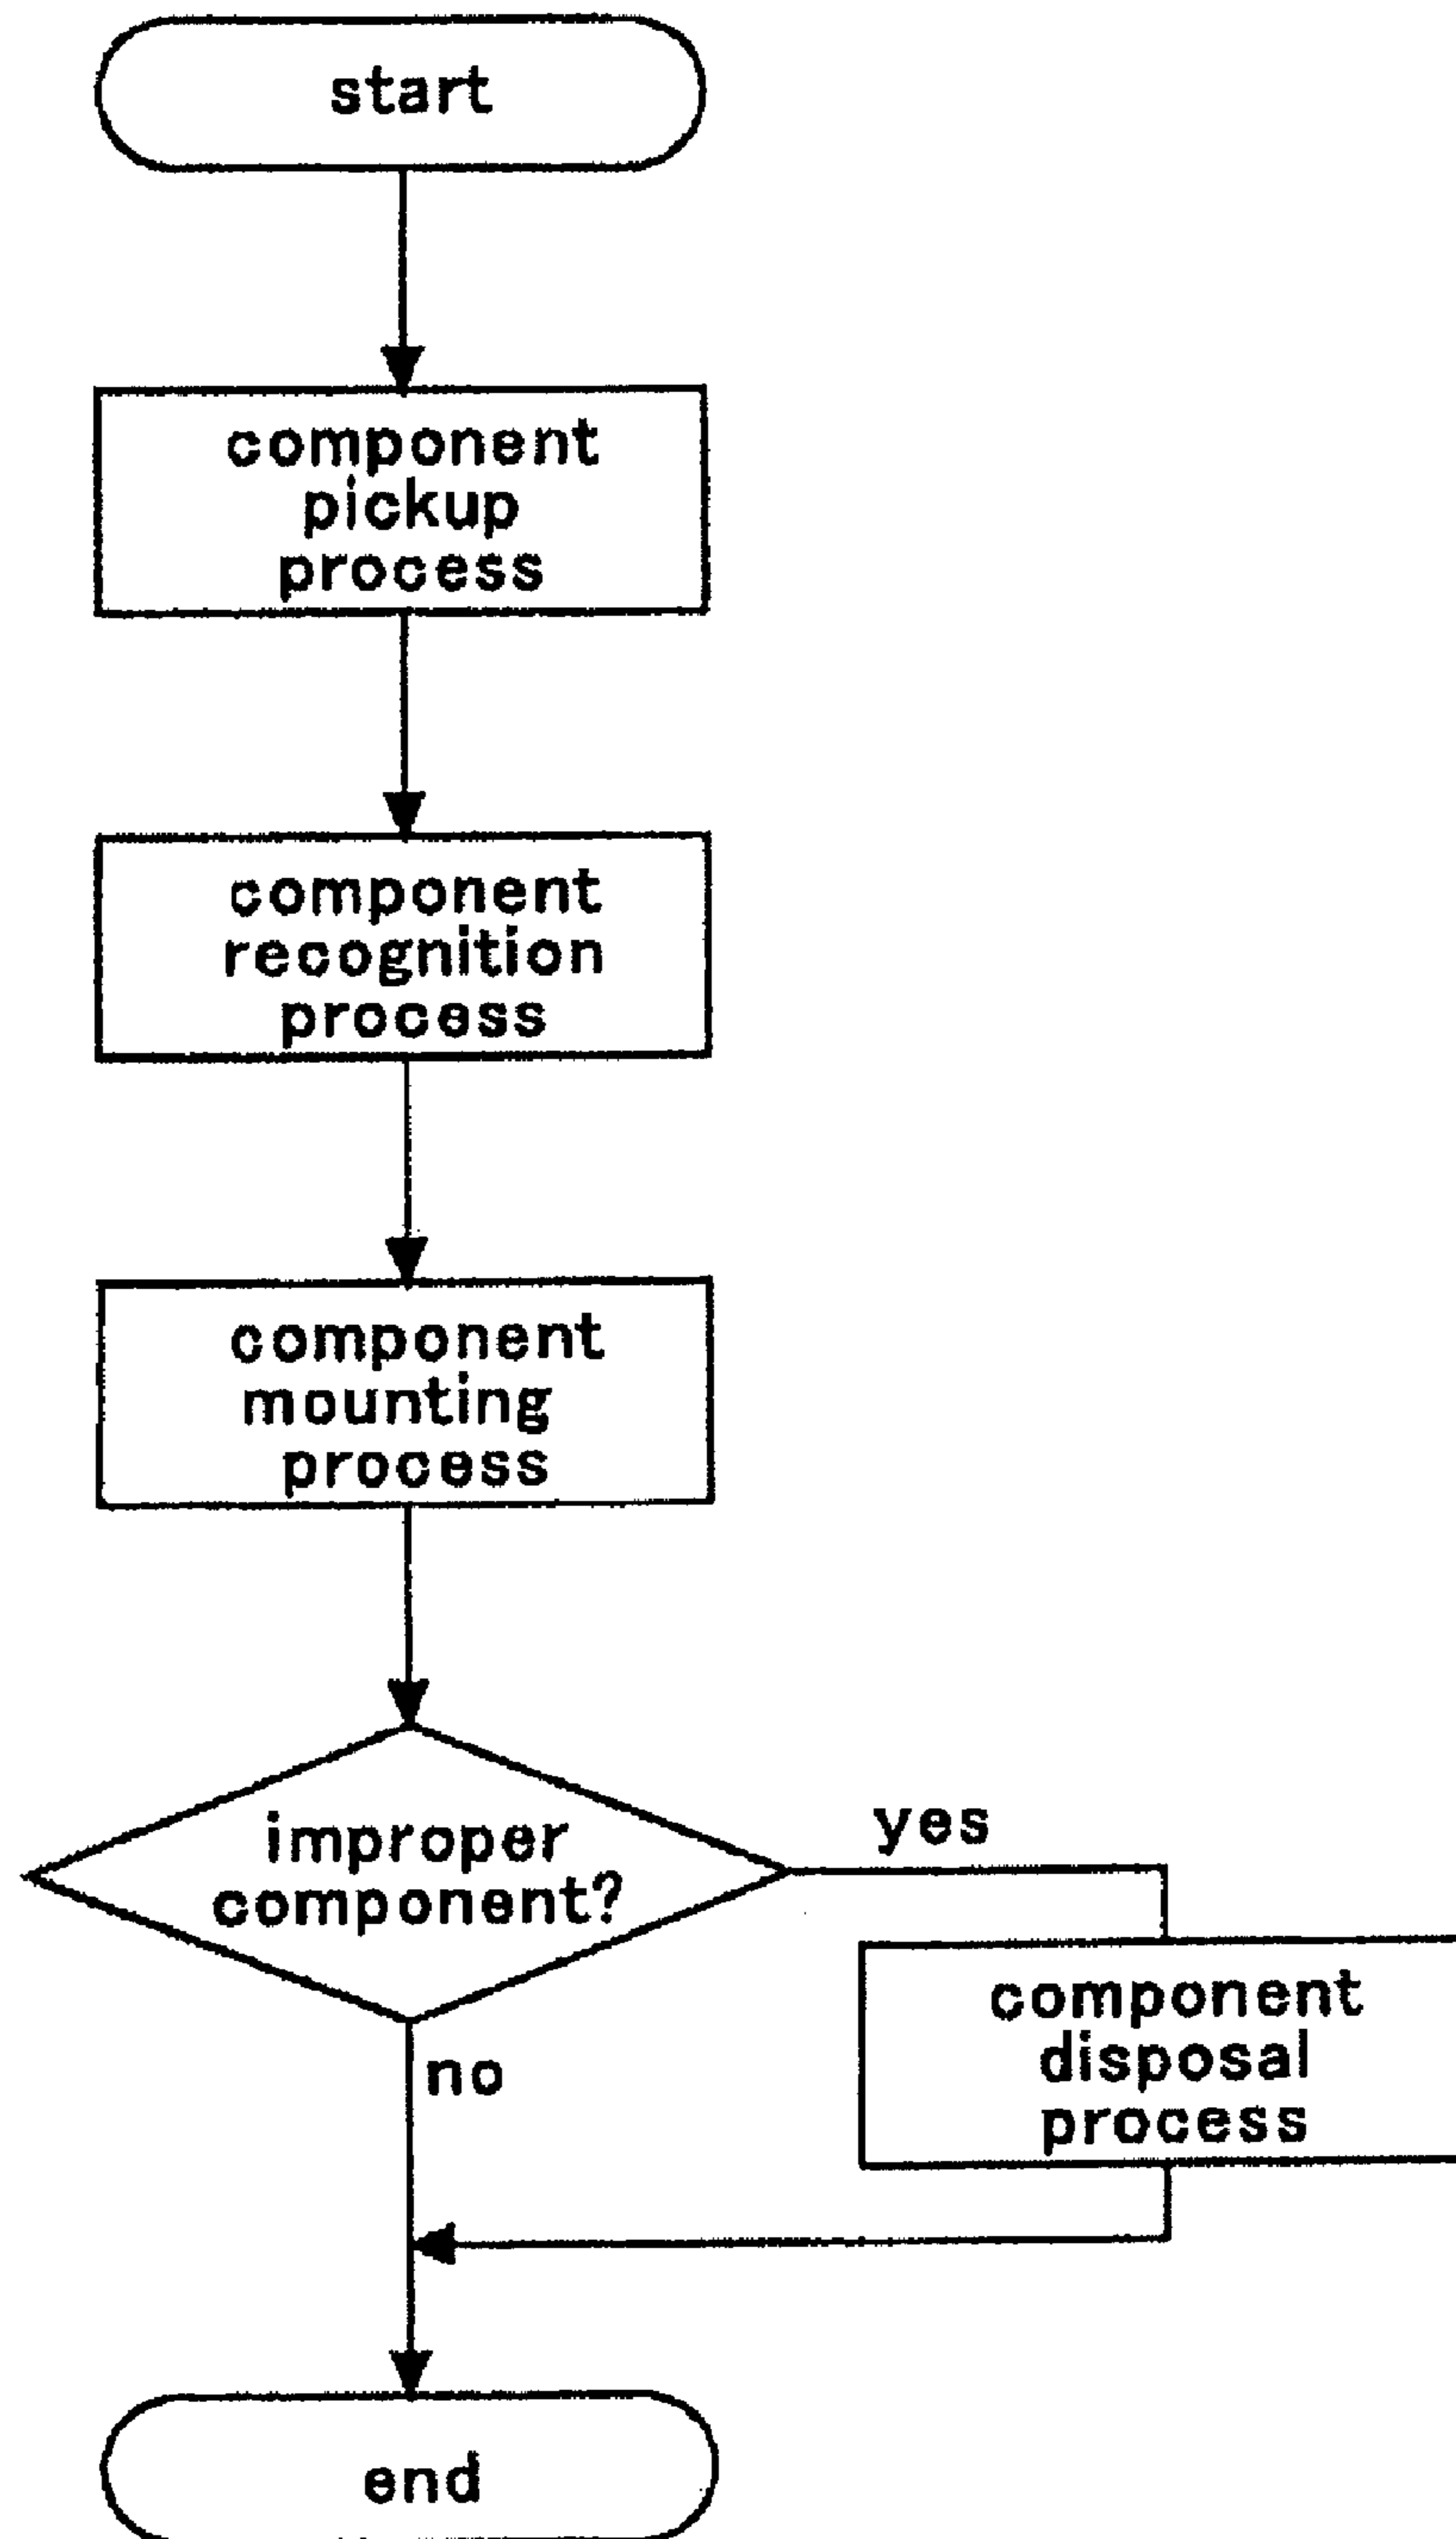 start
component
pickup
process
component
recognition
process
component
mounting
process
improper
component?
yes
no
component
disposal
process
end